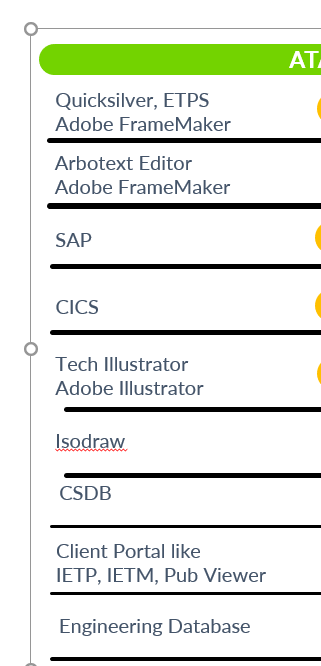 ATA
Quicksilver, ETPS
Adobe FrameMaker
Arbotext Editor
Adobe FrameMaker
SAP
CICS
Tech Illustrator
Adobe Illustrator
Isodraw
CSDB
Client Portal like
IETP, IETM, Pub Viewer
Engineering Database